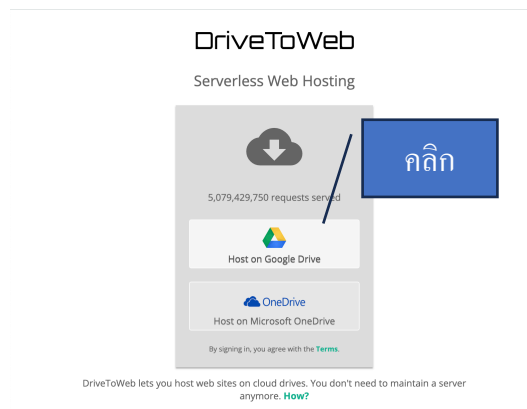 DriveToWeb
Serverless Web Hosting
คลิก
5,079,429,750 requests served
Host on Google Drive
OneDrive
Host on Microsoft OneDrive
By signing in, you agree with the Terms.
DriveToWeb lets you host web sites on cloud drives. You don't need to maintain a server
anymore. How?